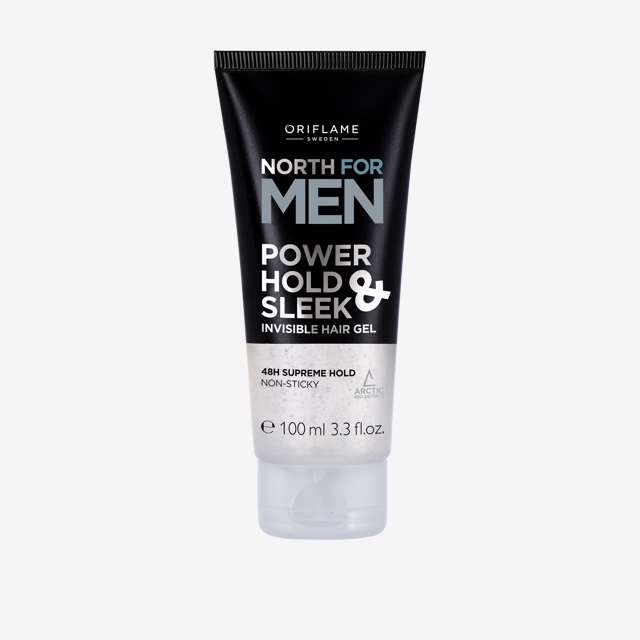 ORIFLAME
SWEDEN
NORTH FOR
MEN
POWER
HOLD &
SLEEK
INVISIBLE HAIR GEL
48H SUPREME HOLD
NON-STICKY
ARCTIC
℮ 100 ml 3.3 fl.oz.